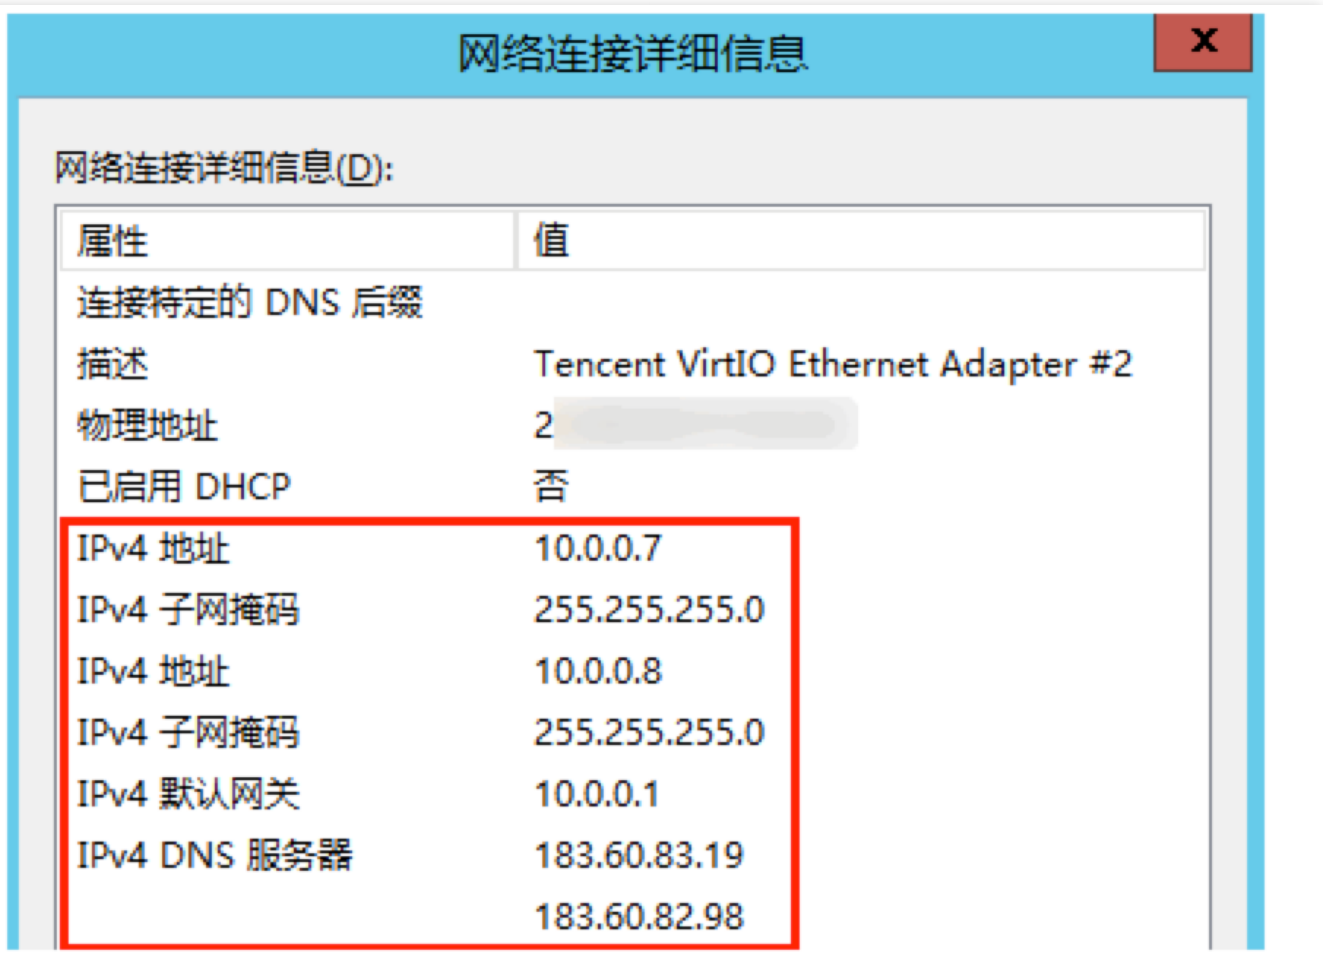 网络连接详细信息
x
网络连接详细信息(D):
属性 值
连接特定的 DNS 后缀
描述 Tencent VirtIO Ethernet Adapter #2
物理地址 2
已启用 DHCP 否
IPv4 地址 10.0.0.7
IPv4 子网掩码 255.255.255.0
IPv4 地址 10.0.0.8
IPv4 子网掩码 255.255.255.0
IPv4 默认网关 10.0.0.1
IPv4 DNS 服务器 183.60.83.19
183.60.82.98